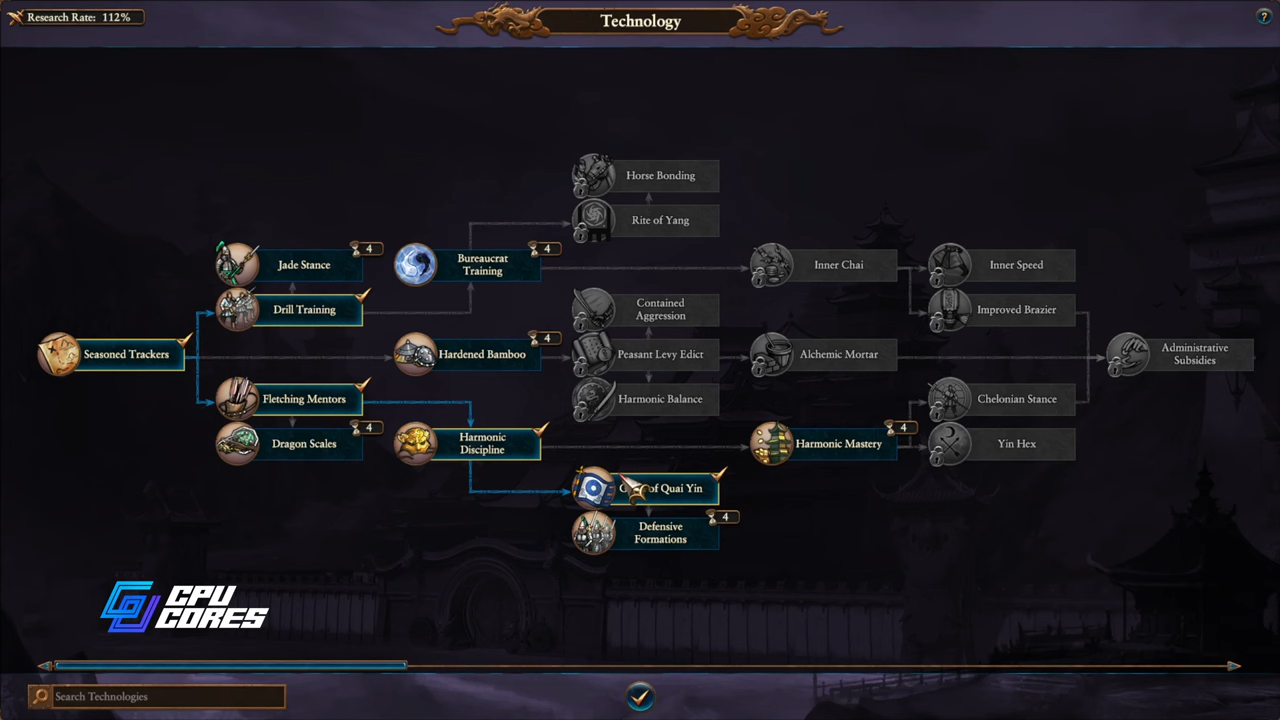 Research Rate: 112%
Technology
?
Horse Bonding
Rite of Yang
4
Jade Stance
4
Bureaucrat
Training
Inner Chai
Inner Speed
Drill Training
Contained
Aggression
Improved Brazier
Seasoned Trackers
4
Hardened Bamboo
Peasant Levy Edict
Alchemic Mortar
Administrative
Subsidies
Fletching Mentors
Harmonic Balance
Chelonian Stance
4
Dragon Scales
Harmonic
Discipline
4
Harmonic Mastery
Yin Hex
of Quai Yin
4
Defensive
Formations
CPU
CORES
Search Technologies